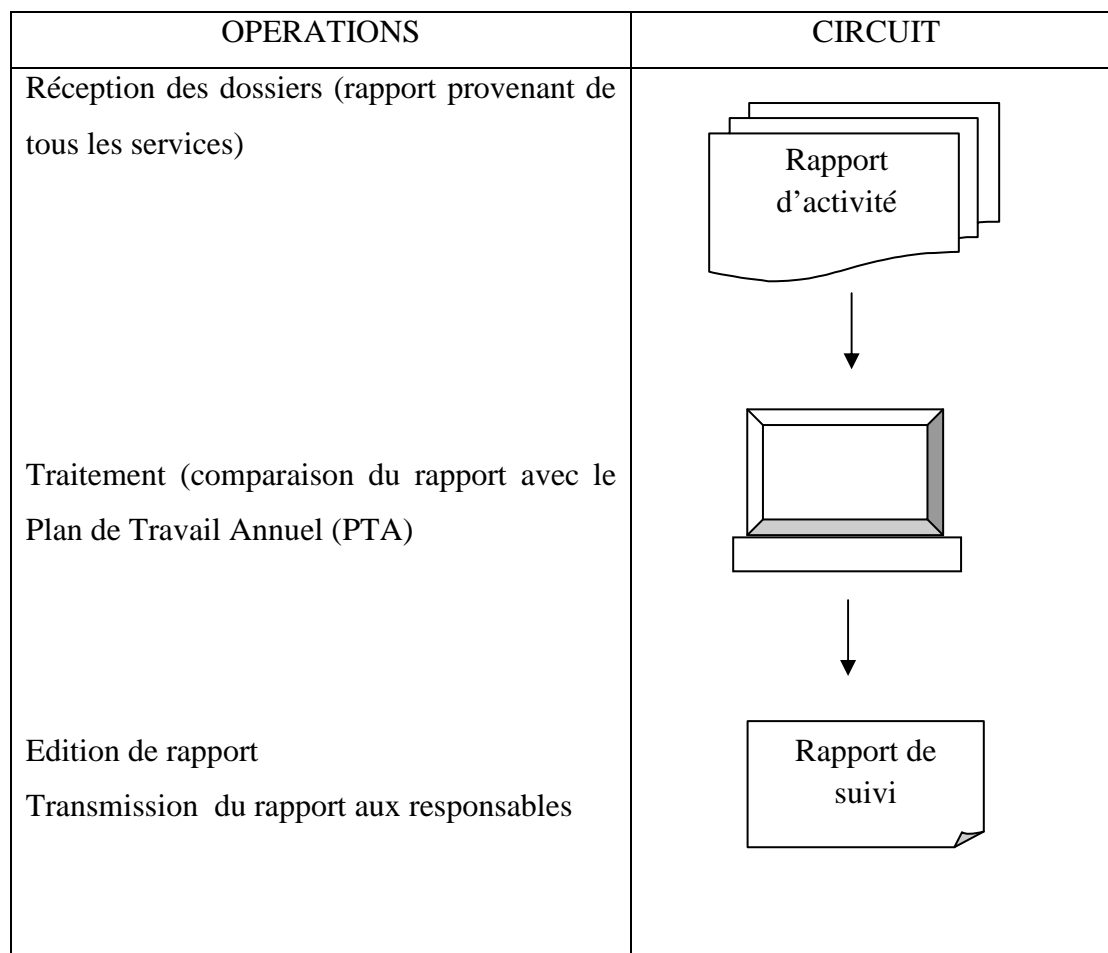 OPERATIONS
CIRCUIT
Réception des dossiers (rapport provenant de
tous les services)
Rapport
d’activité
Traitement (comparaison du rapport avec le
Plan de Travail Annuel (PTA)
Edition de rapport
Transmission  du rapport aux responsables
Rapport de
suivi